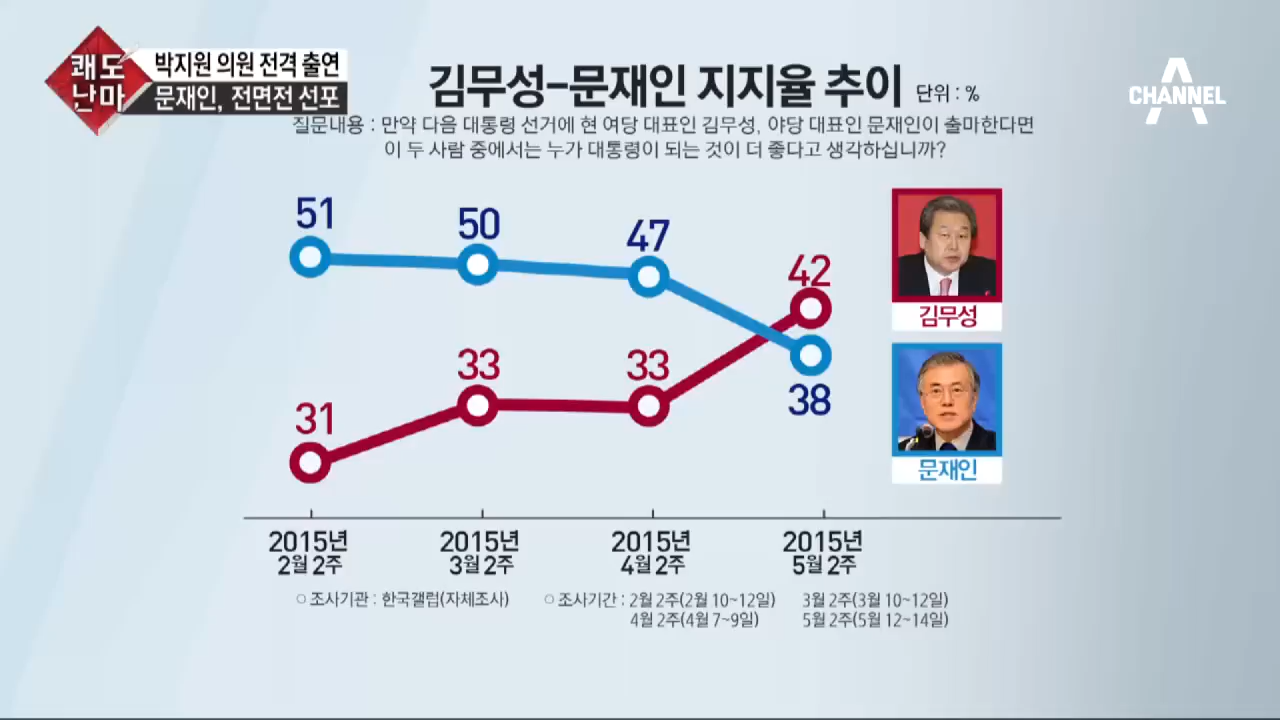 쾌도
난마
박지원 의원 전격 출연
문재인, 전면전 선포
김무성-문재인 지지율 추이 단위 : %
CHANNEL A
질문내용 : 만약 다음 대통령 선거에 현 여당 대표인 김무성, 야당 대표인 문재인이 출마한다면
이 두 사람 중에서는 누가 대통령이 되는 것이 더 좋다고 생각하십니까?
51
50
47
42
31
33
33
38
김무성
문재인
2015년
2월 2주
2015년
3월 2주
2015년
4월 2주
2015년
5월 2주
○ 조사기관 : 한국갤럽(자체조사)
○ 조사기간 : 2월 2주(2월 10~12일) 3월 2주(3월 10~12일)
4월 2주(4월 7~9일) 5월 2주(5월 12~14일)